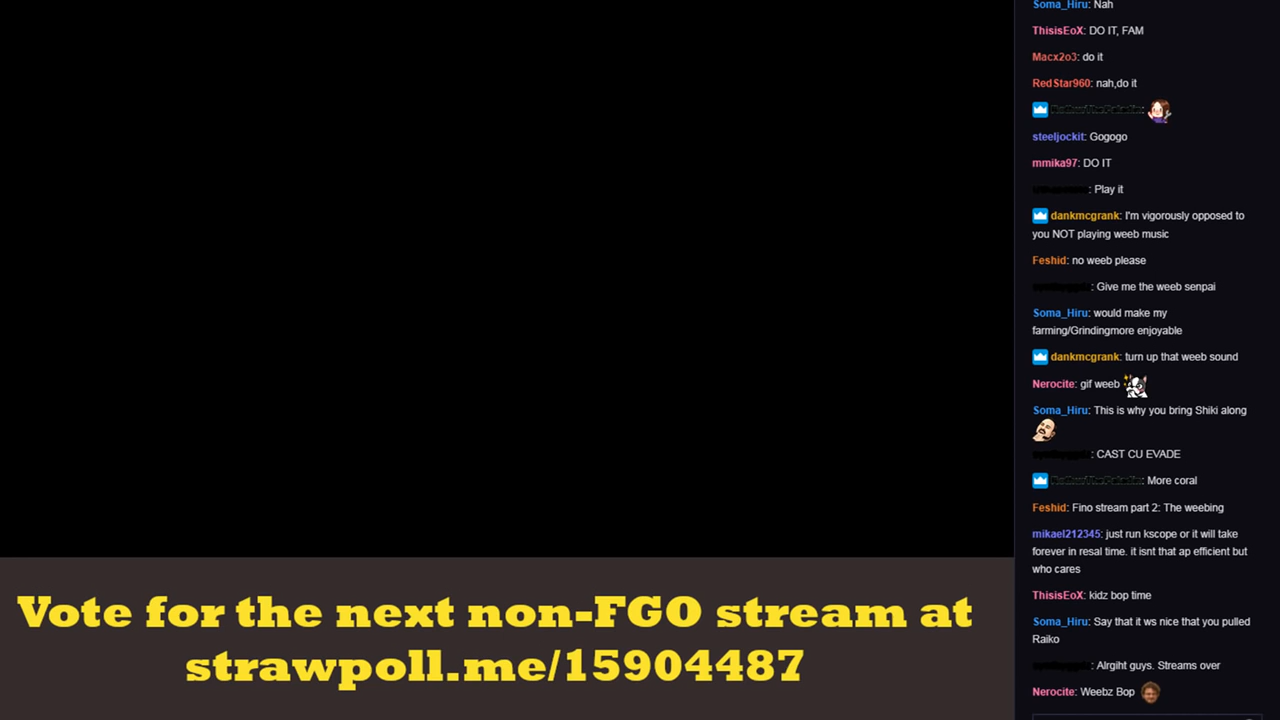 Soma_Hiru: Nah
ThisisEoX: DO IT, FAM
Macx2o3: do it
RedStar960: nah,do it
steeljockit: Gogogo
mmika97: DO IT
: Play it
dankmcgrank: I'm vigorously opposed to
you NOT playing weeb music
Feshid: no weeb please
: Give me the weeb senpai
Soma_Hiru: would make my
farming/Grindingmore enjoyable
dankmcgrank: turn up that weeb sound
Nerocite: gif weeb
Soma_Hiru: This is why you bring Shiki along
: CAST CU EVADE
: More coral
Feshid: Fino stream part 2: The weebing
mikael212345: just run kscope or it will take
forever in resal time. it isnt that ap efficient but
who cares
ThisisEoX: kidz bop time
Soma_Hiru: Say that it ws nice that you pulled
Raiko
: Alrgiht guys. Streams over
Nerocite: Weebz Bop
Vote for the next non-FGO stream at
strawpoll.me/15904487